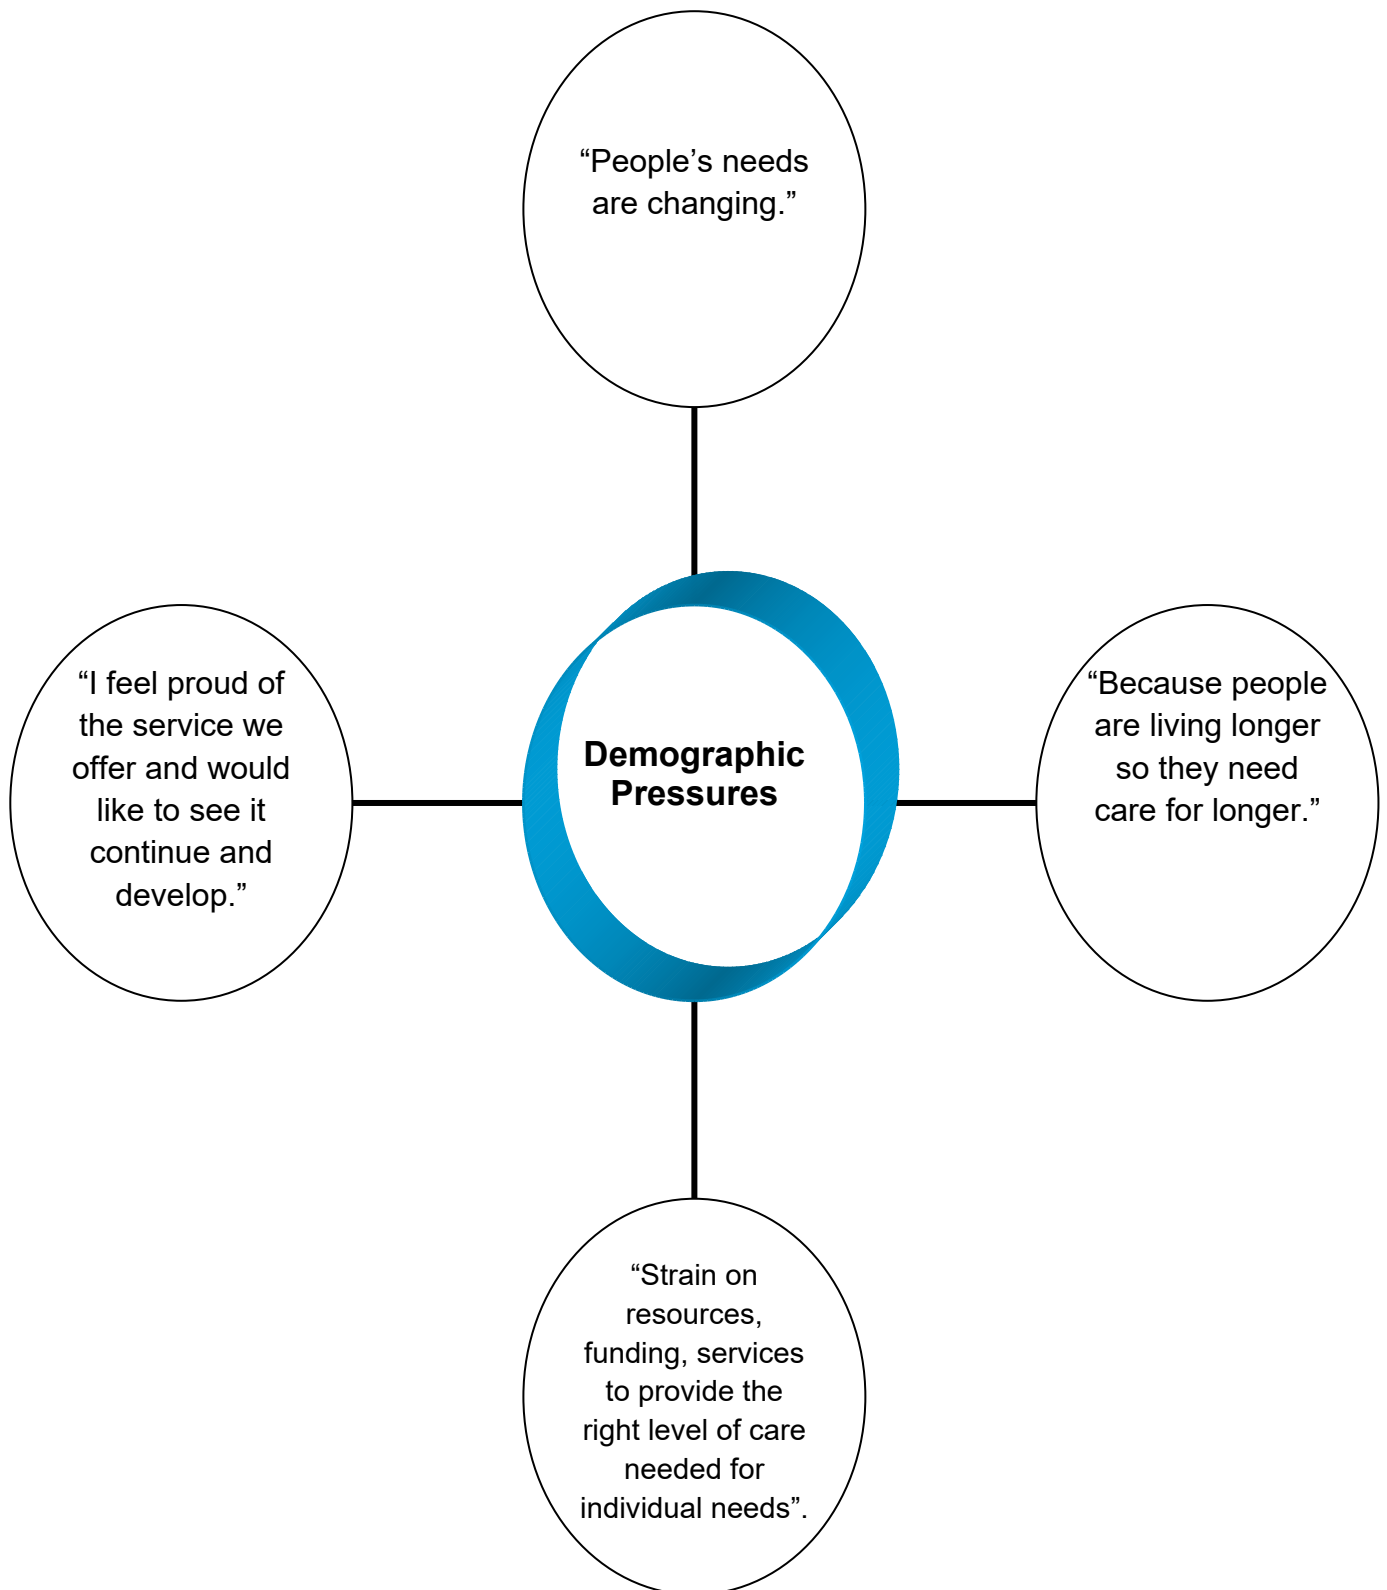 “People’s needs
are changing.”
“I feel proud of
the service we
offer and would
like to see it
continue and
develop.”
Demographic
Pressures
“Because people
are living longer
so they need
care for longer.”
“Strain on
resources,
funding, services
to provide the
right level of care
needed for
individual needs”.